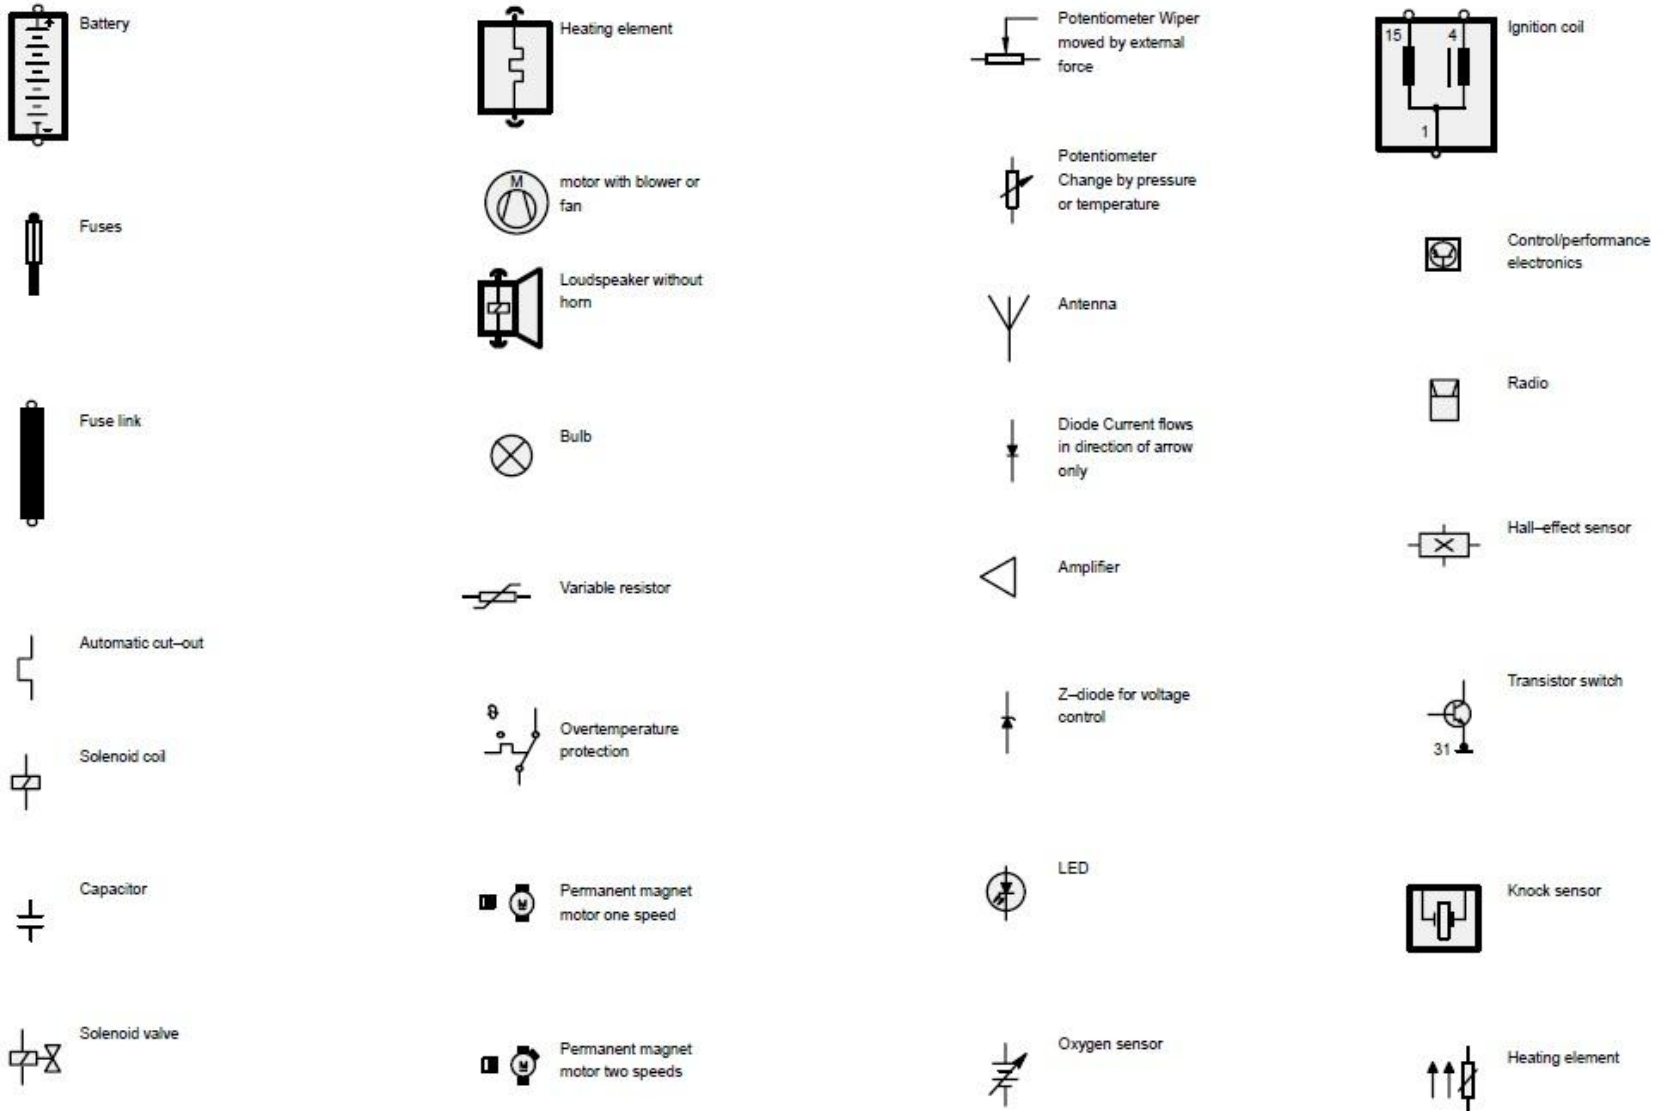 Battery
Fuses
Fuse link
Automatic cut–out
Solenoid coil
Capacitor
Solenoid valve
Heating element
M
motor with blower or
fan
Loudspeaker without
horn
Bulb
Variable resistor
ϑ
Overtemperature
protection
M
Permanent magnet
motor one speed
M
Permanent magnet
motor two speeds
Potentiometer Wiper
moved by external
force
Potentiometer
Change by pressure
or temperature
Antenna
Diode Current flows
in direction of arrow
only
Amplifier
Z–diode for voltage
control
LED
Oxygen sensor
15 4
1
Ignition coil
Control/performance
electronics
Radio
Hall–effect sensor
Transistor switch
31
Knock sensor
Heating element